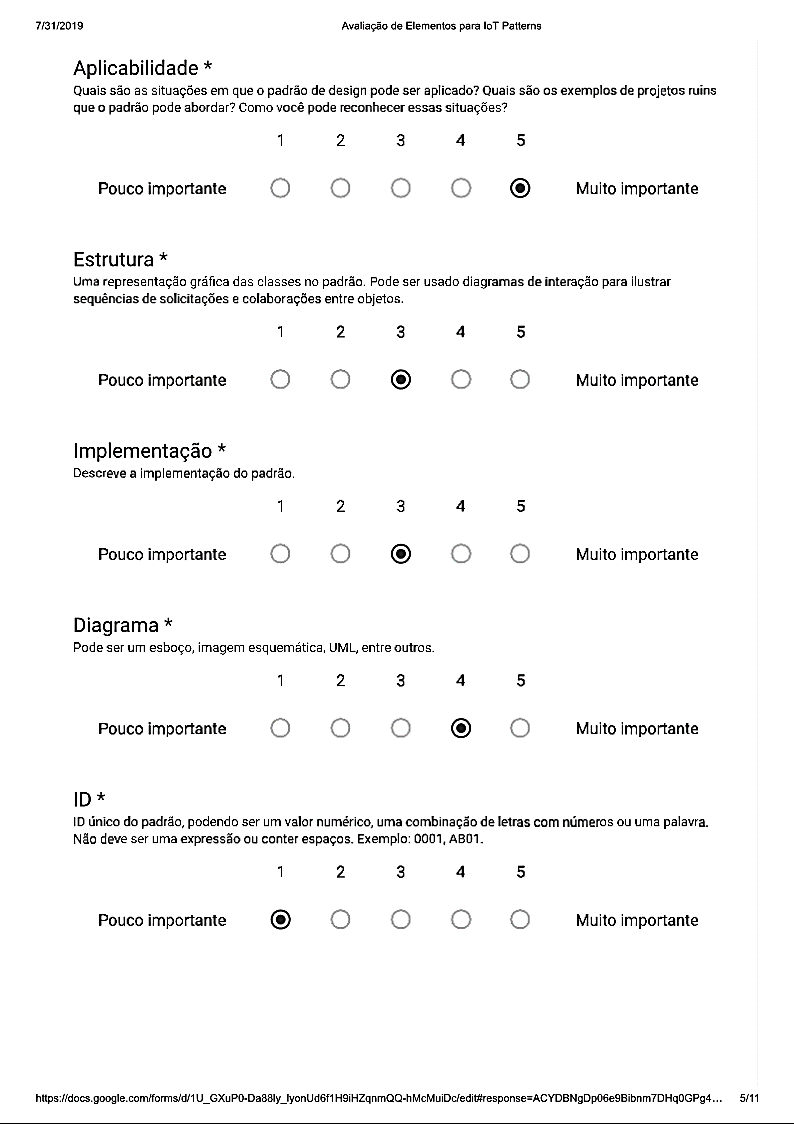 7/31/2019 Avaliação de Elementos para IoT Patterns
Aplicabilidade *
Quais são as situações em que o padrão de design pode ser aplicado? Quais são os exemplos de projetos ruins
que o padrão pode abordar? Como você pode reconhecer essas situações?
1 2 3 4 5
Pouco importante Muito importante
Estrutura *
Uma representação gráfica das classes no padrão. Pode ser usado diagramas de interação para ilustrar
sequências de solicitações e colaborações entre objetos.
1 2 3 4 5
Pouco importante Muito importante
Implementação *
Descreve a implementação do padrão.
1 2 3 4 5
Pouco importante Muito importante
Diagrama *
Pode ser um esboço, imagem esquemática, UML, entre outros.
1 2 3 4 5
Pouco importante Muito importante
ID *
ID único do padrão, podendo ser um valor numérico, uma combinação de letras com números ou uma palavra.
Não deve ser uma expressão ou conter espaços. Exemplo: 0001, AB01.
1 2 3 4 5
Pouco importante Muito importante
https://docs.google.com/forms/d/1U_GXuP0-Da88ly_lyonUd6f1H9iHZqnmQQ-hMcMuiDc/edit#response=ACYDBNgDp06e9Bibnm7DHq0GPg4... 5/11